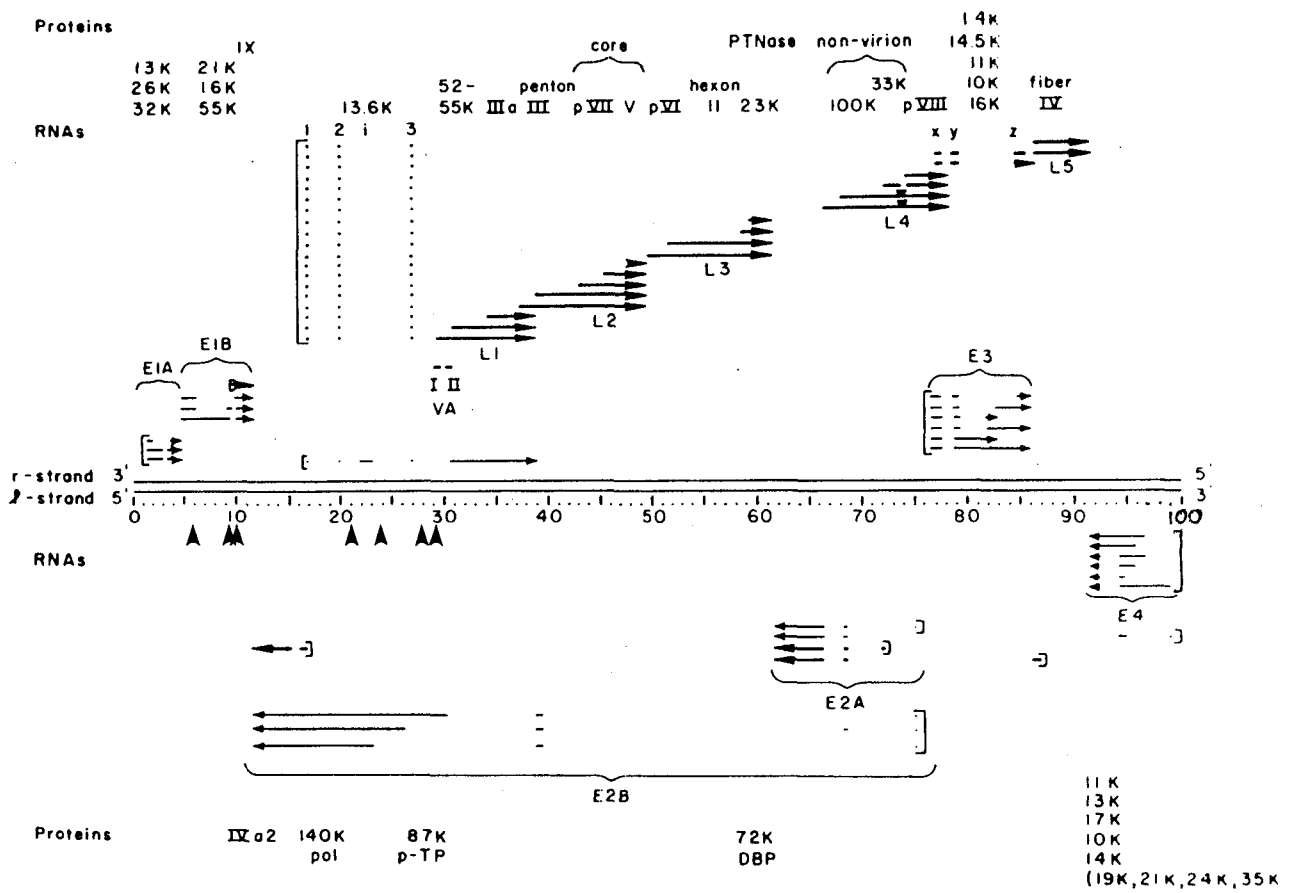 Proteins
14K
IX core PTNase non-virion 14.5K
13K 21K 11K
26K 16K 52- penton hexon 33K 10K fiber
32K 55K 13.6K 55K IIIa III pVII V pVI II 23K 100K pVIII 16K IV
RNAs 1 2 i 3 x y z
L5
L4
L3
L2
E1B L1
E1A E3
I II
VA
r-strand 3' 5'
l-strand 5' 3'
0 10 20 30 40 50 60 70 80 90 100
RNAs
E4
E2A
E2B
11K
13K
17K
Proteins IVa2 140K 87K 72K 10K
pol p-TP DBP 14K
(19K,21K,24K,35K